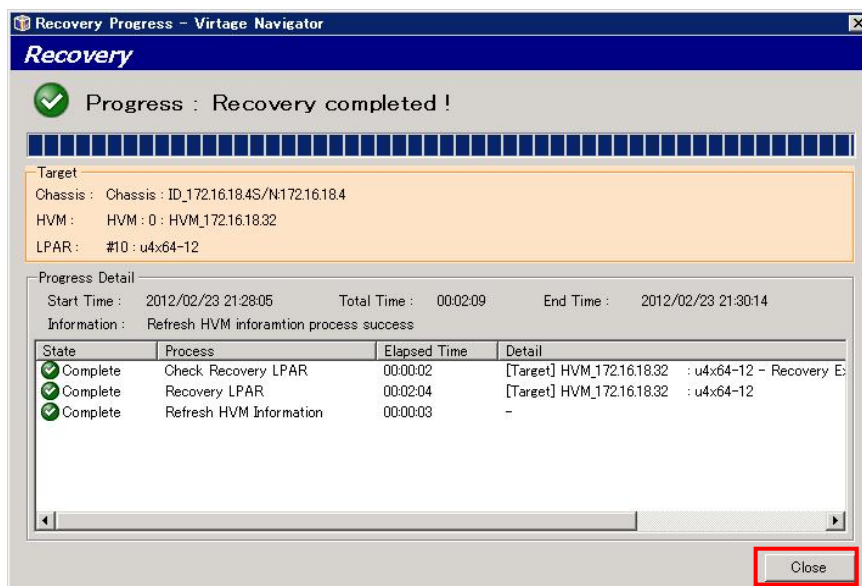 Recovery Progress - Virtage Navigator
Recovery
Progress : Recovery completed !
Target
Chassis : Chassis : ID_172.16.18.4S/N:172.16.18.4
HVM : HVM : 0 : HVM_172.16.18.32
LPAR : #10 : u4x64-12
Progress Detail
Start Time : 2012/02/23 21:28:05 Total Time : 00:02:09 End Time : 2012/02/23 21:30:14
Information : Refresh HVM inforamtion process success
State Process Elapsed Time Detail
Complete Check Recovery LPAR 00:00:02 [Target] HVM_172.16.18.32 : u4x64-12 - Recovery Ex
Complete Recovery LPAR 00:02:04 [Target] HVM_172.16.18.32 : u4x64-12
Complete Refresh HVM Information 00:00:03 -
Close